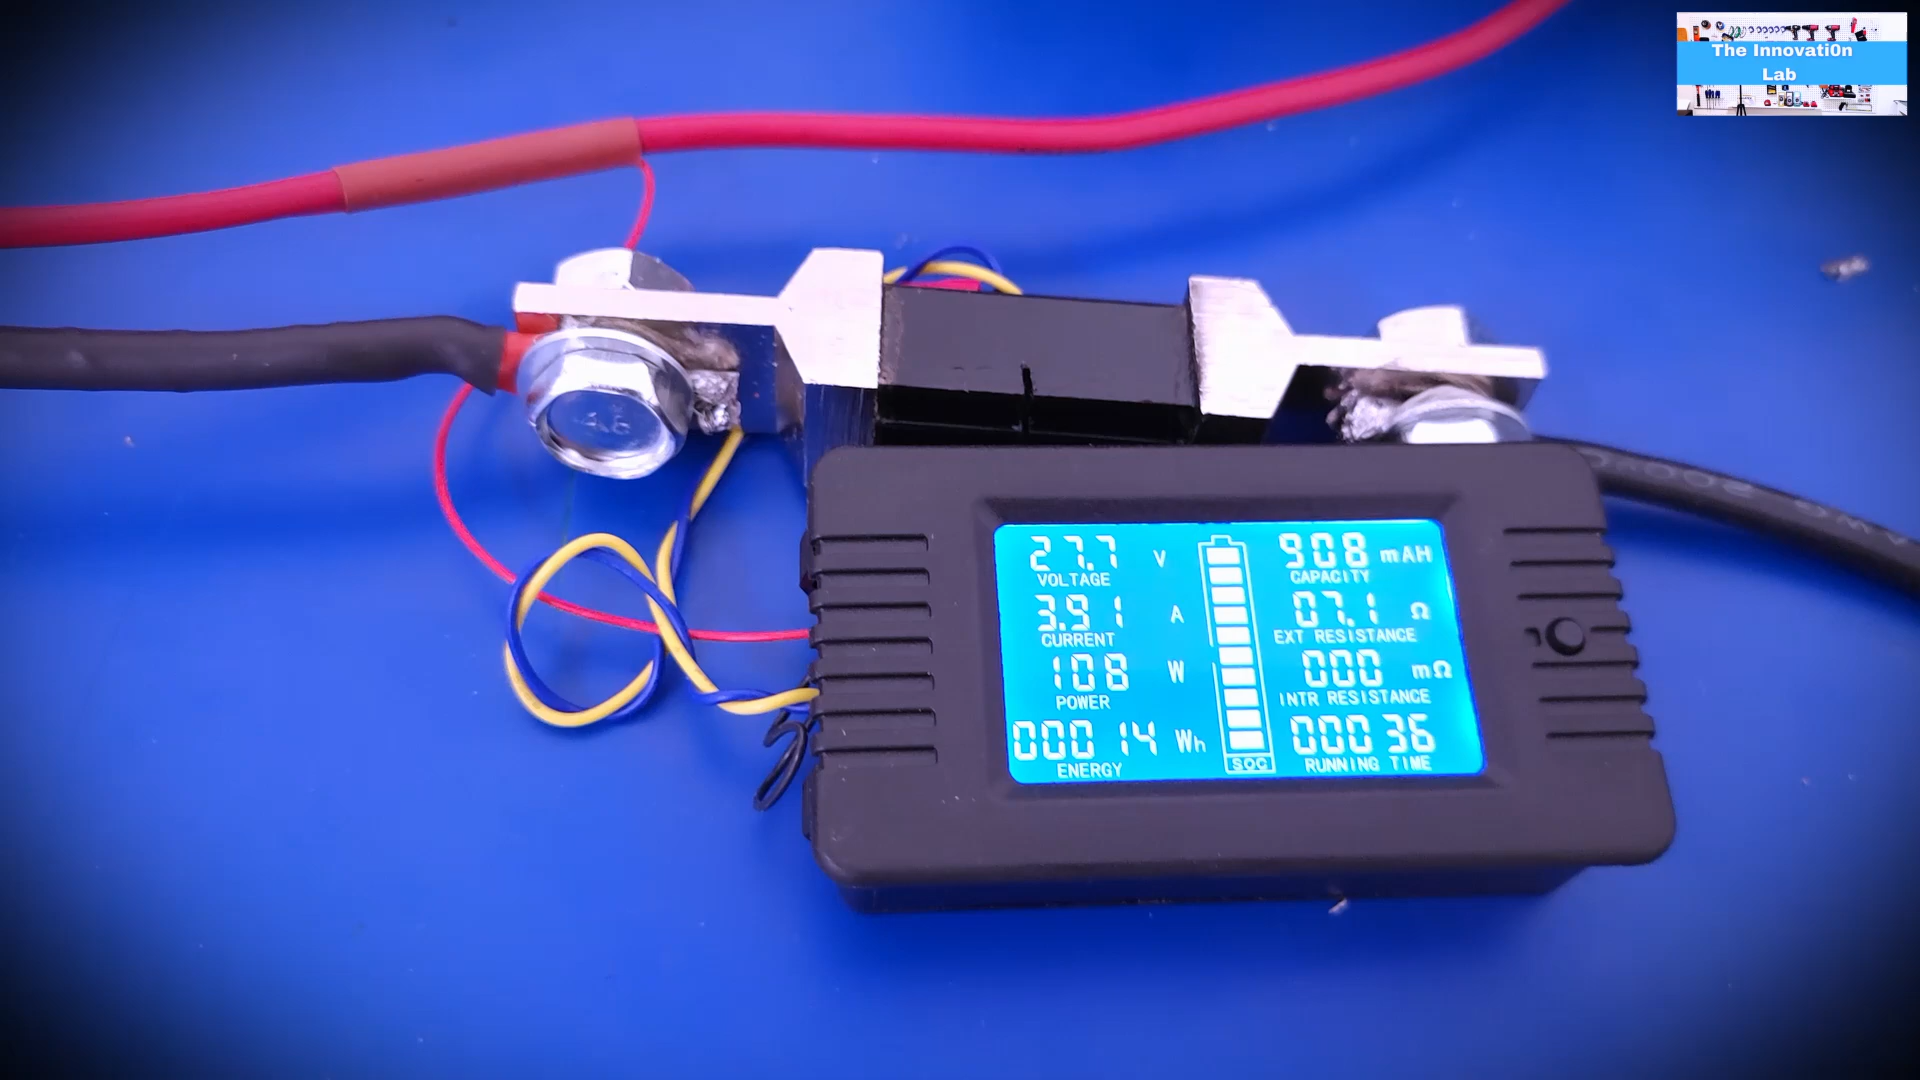 The Innovati0n
Lab
27.7 V
VOLTAGE
3.91 A
CURRENT
108 W
POWER
000 14 Wh
ENERGY
SOC
908 mAH
CAPACITY
07.1 Ω
EXT RESISTANCE
000 mΩ
INTR RESISTANCE
000 36
RUNNING TIME